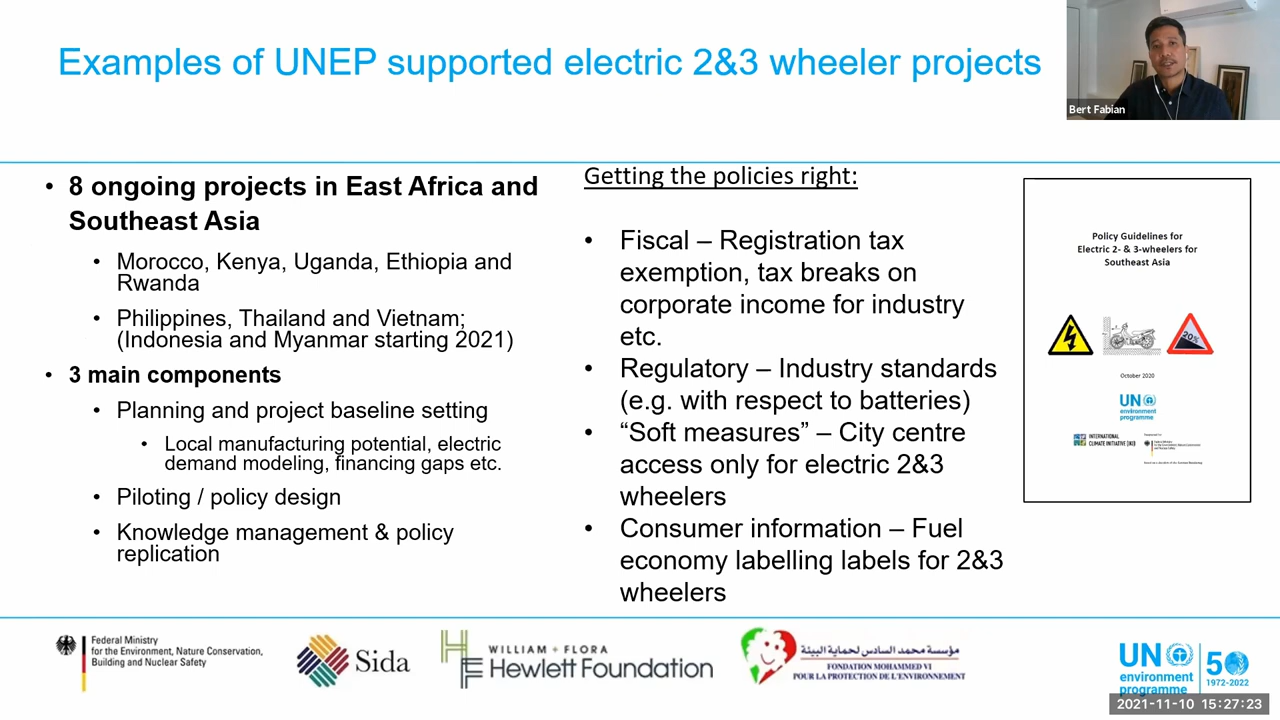 Examples of UNEP supported electric 2&3 wheeler projects
Bert Fabian
• 8 ongoing projects in East Africa and
Southeast Asia
• Morocco, Kenya, Uganda, Ethiopia and
Rwanda
• Philippines, Thailand and Vietnam;
(Indonesia and Myanmar starting 2021)
• 3 main components
• Planning and project baseline setting
• Local manufacturing potential, electric
demand modeling, financing gaps etc.
• Piloting / policy design
• Knowledge management & policy
replication
Getting the policies right:
• Fiscal – Registration tax
exemption, tax breaks on
corporate income for industry
etc.
• Regulatory – Industry standards
(e.g. with respect to batteries)
• “Soft measures” – City centre
access only for electric 2&3
wheelers
• Consumer information – Fuel
economy labelling labels for 2&3
wheelers
Policy Guidelines for
Electric 2- & 3-wheelers for
Southeast Asia
20%
October 2020
UN
environment
programme
INTERNATIONAL
CLIMATE INITIATIVE (IKI)
Federal Ministry
for the Environment, Nature Conservation,
Building and Nuclear Safety
Sida
WILLIAM + FLORA
Hewlett Foundation
مؤسسة محمد السادس لحماية البيئة
FONDATION MOHAMMED VI
POUR LA PROTECTION DE L'ENVIRONNEMENT
UN
environment
programme
50
1972-2022
2021-11-10 15:27:23